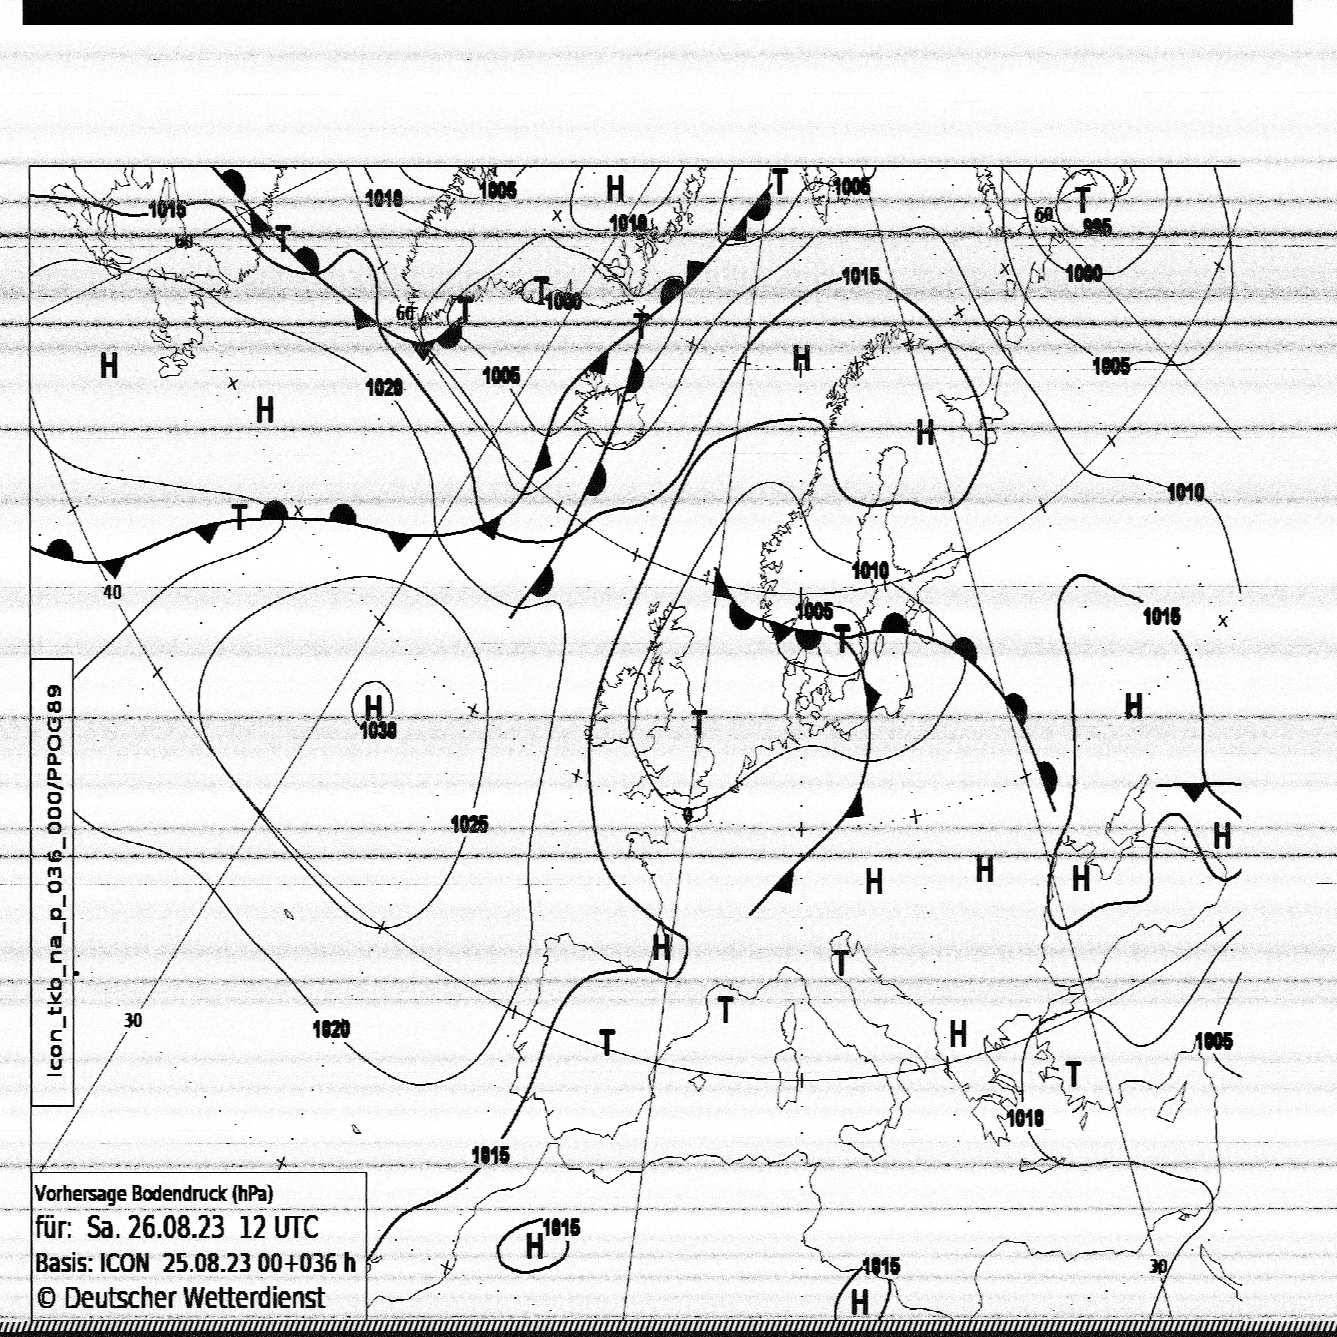 1005
H
T
1010
1005
T
1015
60
1010
995
T
60
T
1000
1015
1000
T
T
60
T
H
H
1005
1005
1020
H
H
1010
T
40
1010
1005
T
1015
H
1030
T
H
1025
H
H
H
H
H
T
T
30
1020
T
H
1005
T
1010
1015
1015
H
1015
H
30
icon_tkb_na_p_036_000/PPOG89
Vorhersage Bodendruck (hPa)
für: Sa. 26.08.23 12 UTC
Basis: ICON 25.08.23 00+036 h
© Deutscher Wetterdienst